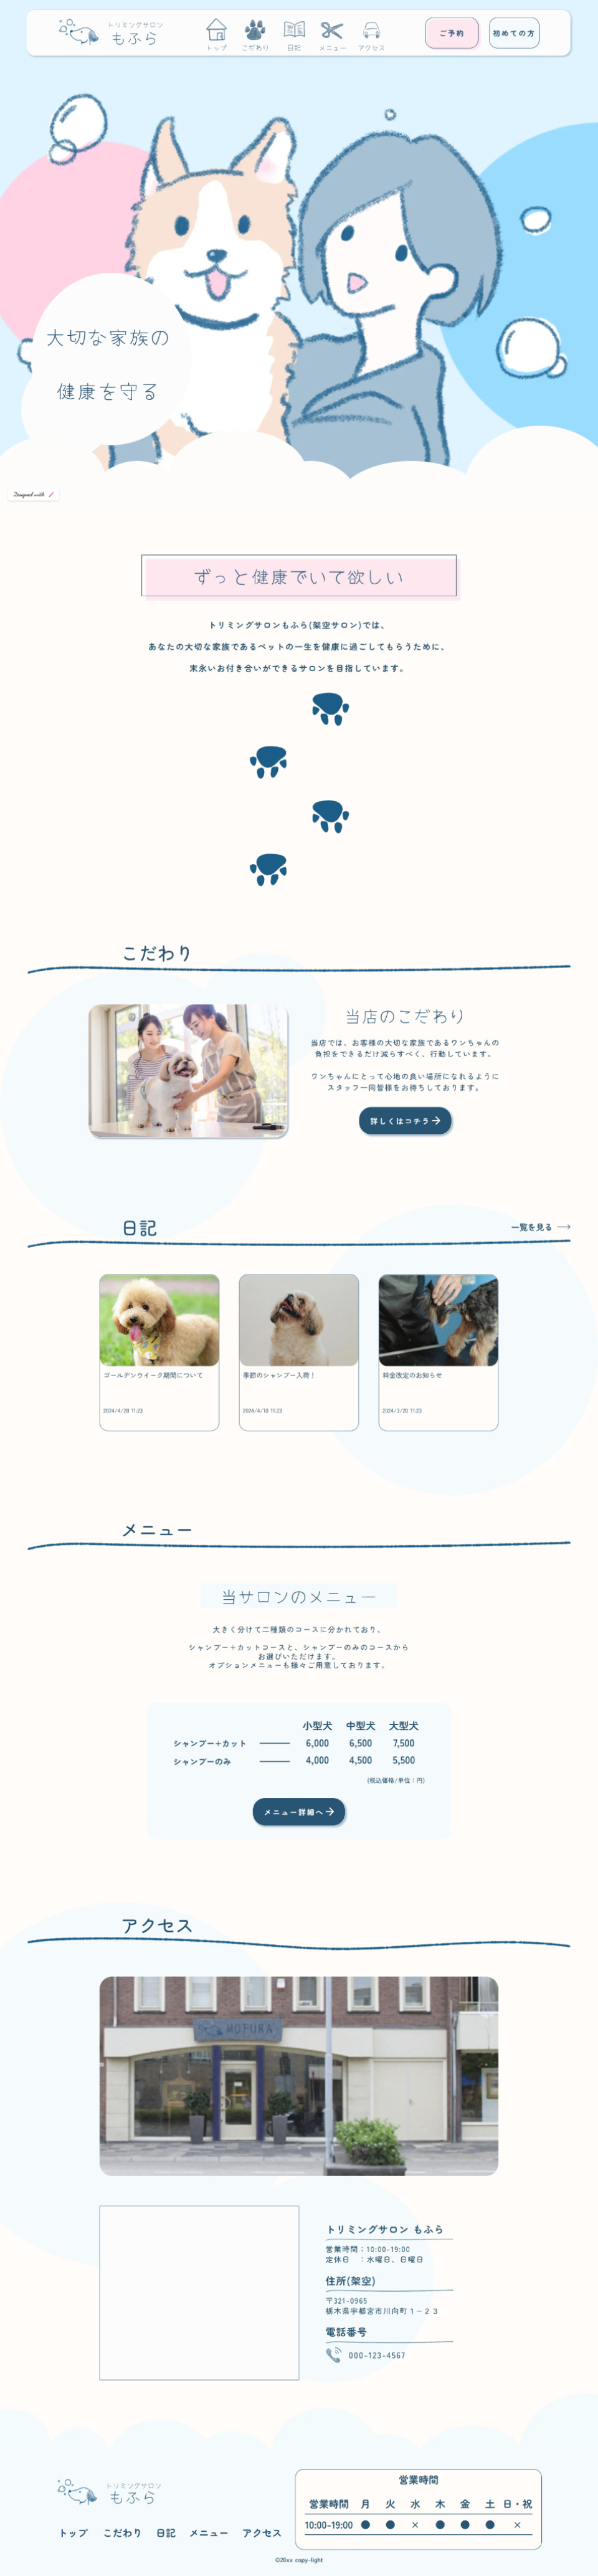 トリミングサロン
もふら
トップ
こだわり
日記
メニュー
アクセス
ご予約
初めての方
大切な家族の
健康を守る
Designed with
ずっと健康でいて欲しい
トリミングサロンもふら(架空サロン)では、
あなたの大切な家族であるペットの一生を健康に過ごしてもらうために、
末永いお付き合いができるサロンを目指しています。
こだわり
当店のこだわり
当店では、お客様の大切な家族であるワンちゃんの
負担をできるだけ減らすべく、行動しています。
ワンちゃんにとって心地の良い場所になれるように
スタッフ一同皆様をお待ちしております。
詳しくはコチラ→
日記
一覧を見る
ゴールデンウイーク期間について
2024/4/28 11:23
季節のシャンプー入荷！
2024/4/10 11:23
料金改定のお知らせ
2024/3/20 11:23
メニュー
当サロンのメニュー
大きく分けて二種類のコースに分かれており、
シャンプー+カットコースと、シャンプーのみのコースから
お選びいただけます。
オプションメニューも様々ご用意しております。
小型犬 中型犬 大型犬
シャンプー+カット 6,000 6,500 7,500
シャンプーのみ 4,000 4,500 5,500
(税込価格/単位：円)
メニュー詳細へ→
アクセス
MOFURA
トリミングサロン もふら
営業時間：10:00-19:00
定休日　：水曜日、日曜日
住所(架空)
〒321-0965
栃木県宇都宮市川向町１−２３
電話番号
000-123-4567
トリミングサロン
もふら
トップ こだわり 日記 メニュー アクセス
営業時間
営業時間 月 火 水 木 金 土 日・祝
10:00-19:00 ● ● × ● ● ● ×
©20xx copy-light